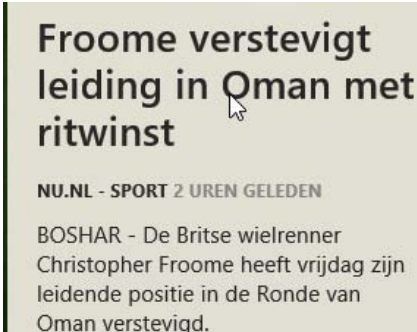 Froome verstevigt
leiding in Oman met
ritwinst
NU.NL - SPORT 2 UREN GELEDEN
BOSHAR - De Britse wielrenner
Christopher Froome heeft vrijdag zijn
leidende positie in de Ronde van
Oman verstevigd.